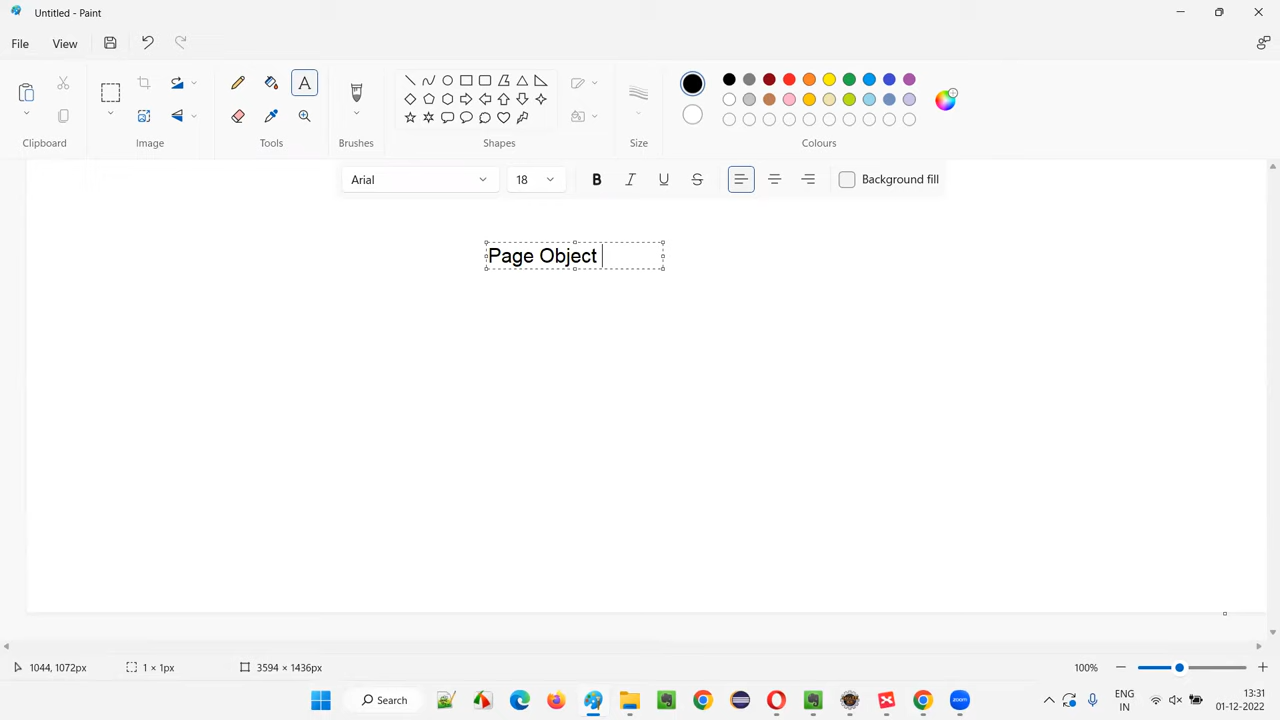 Untitled - Paint
File View
Arial 18 Background fill
Clipboard Image Tools Brushes Shapes Size Colours
Page Object
1044, 1072px 1 × 1px 3594 × 1436px 100%
Search zoom ENG IN 13:31 01-12-2022